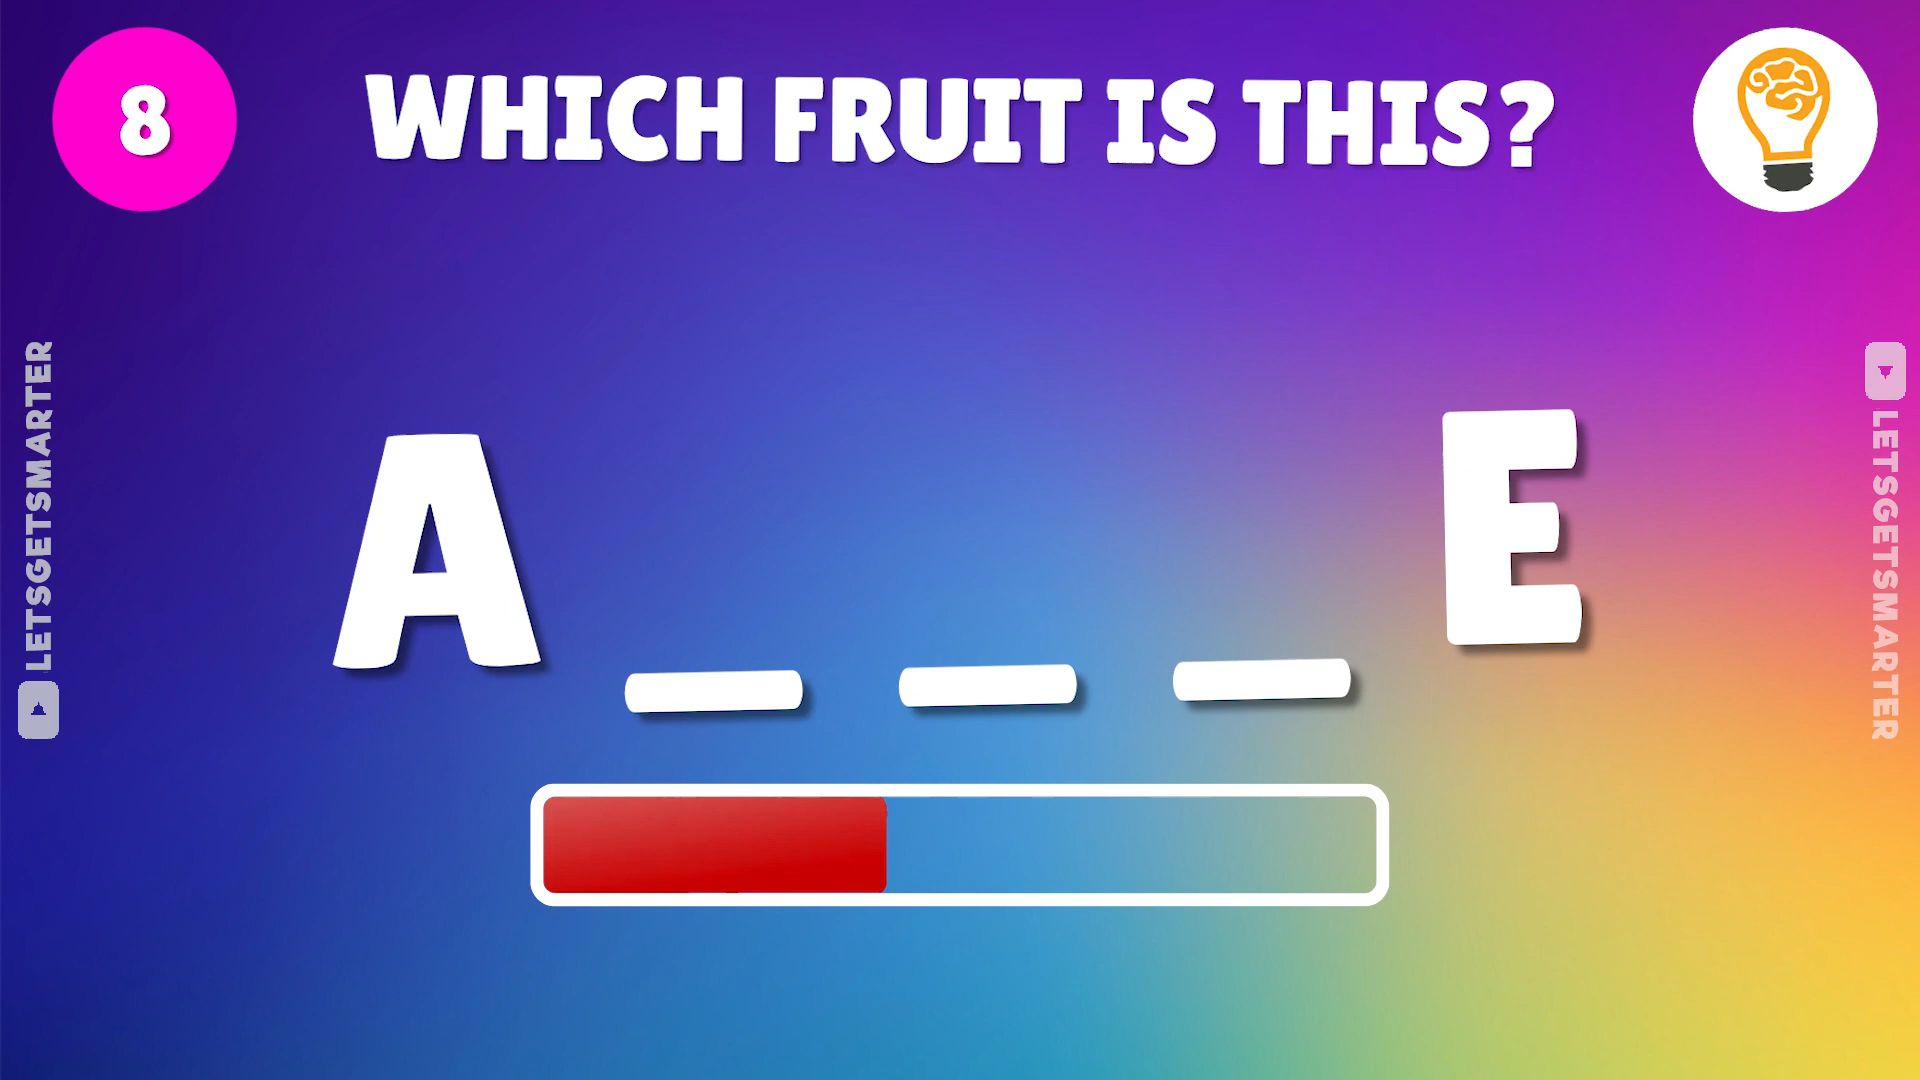 8
WHICH FRUIT IS THIS?
A _ _ _ E
LETSGETSMARTER
LETSGETSMARTER